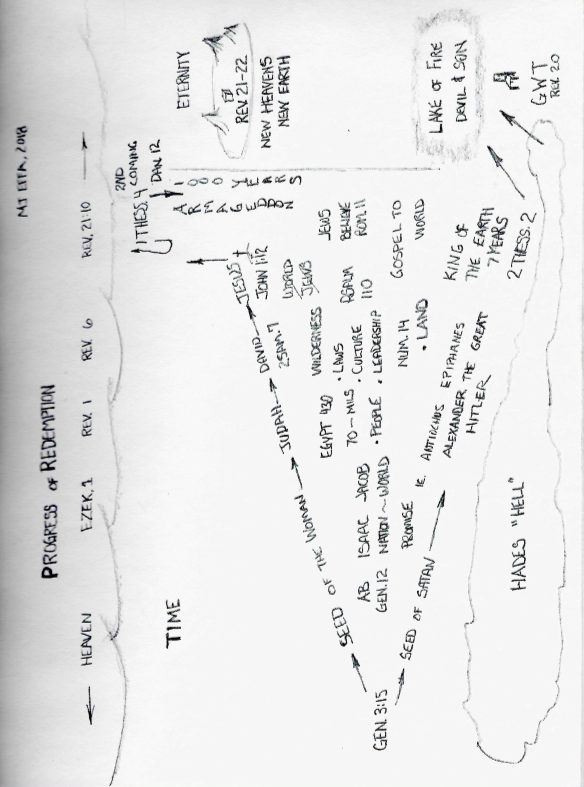 MT ETTA, 2018
PROGRESS OF REDEMPTION
HEAVEN
EZEK. 1
REV. 1
REV. 6
REV. 21:10
TIME
1 THESS. 4
2ND
COMING
DAN 12
ETERNITY
REV. 21-22
NEW HEAVENS
NEW EARTH
ARMAGEDDON
1000 YEARS
GEN. 3:15
SEED OF THE WOMAN
JUDAH
DAVID
2 SAM. 7
JESUS
JOHN 1:12
WORLD
JEWS
AB ISAAC JACOB
GEN. 12 NATION ~ WORLD
PROMISE
EGYPT 430
70 - MILS
• PEOPLE
WILDERNESS
• LAWS
• CULTURE
• LEADERSHIP
NUM. 14
• LAND
PSALM
110
JEWS
BELIEVE
ROM. 11
GOSPEL TO
WORLD
SEED OF SATAN
IE. ANTIOCHUS EPIPHANES
ALEXANDER THE GREAT
HITLER
KING OF
THE EARTH
7 YEARS
2 THESS. 2
LAKE OF FIRE
DEVIL & SON
GWT
REV. 20
HADES "HELL"